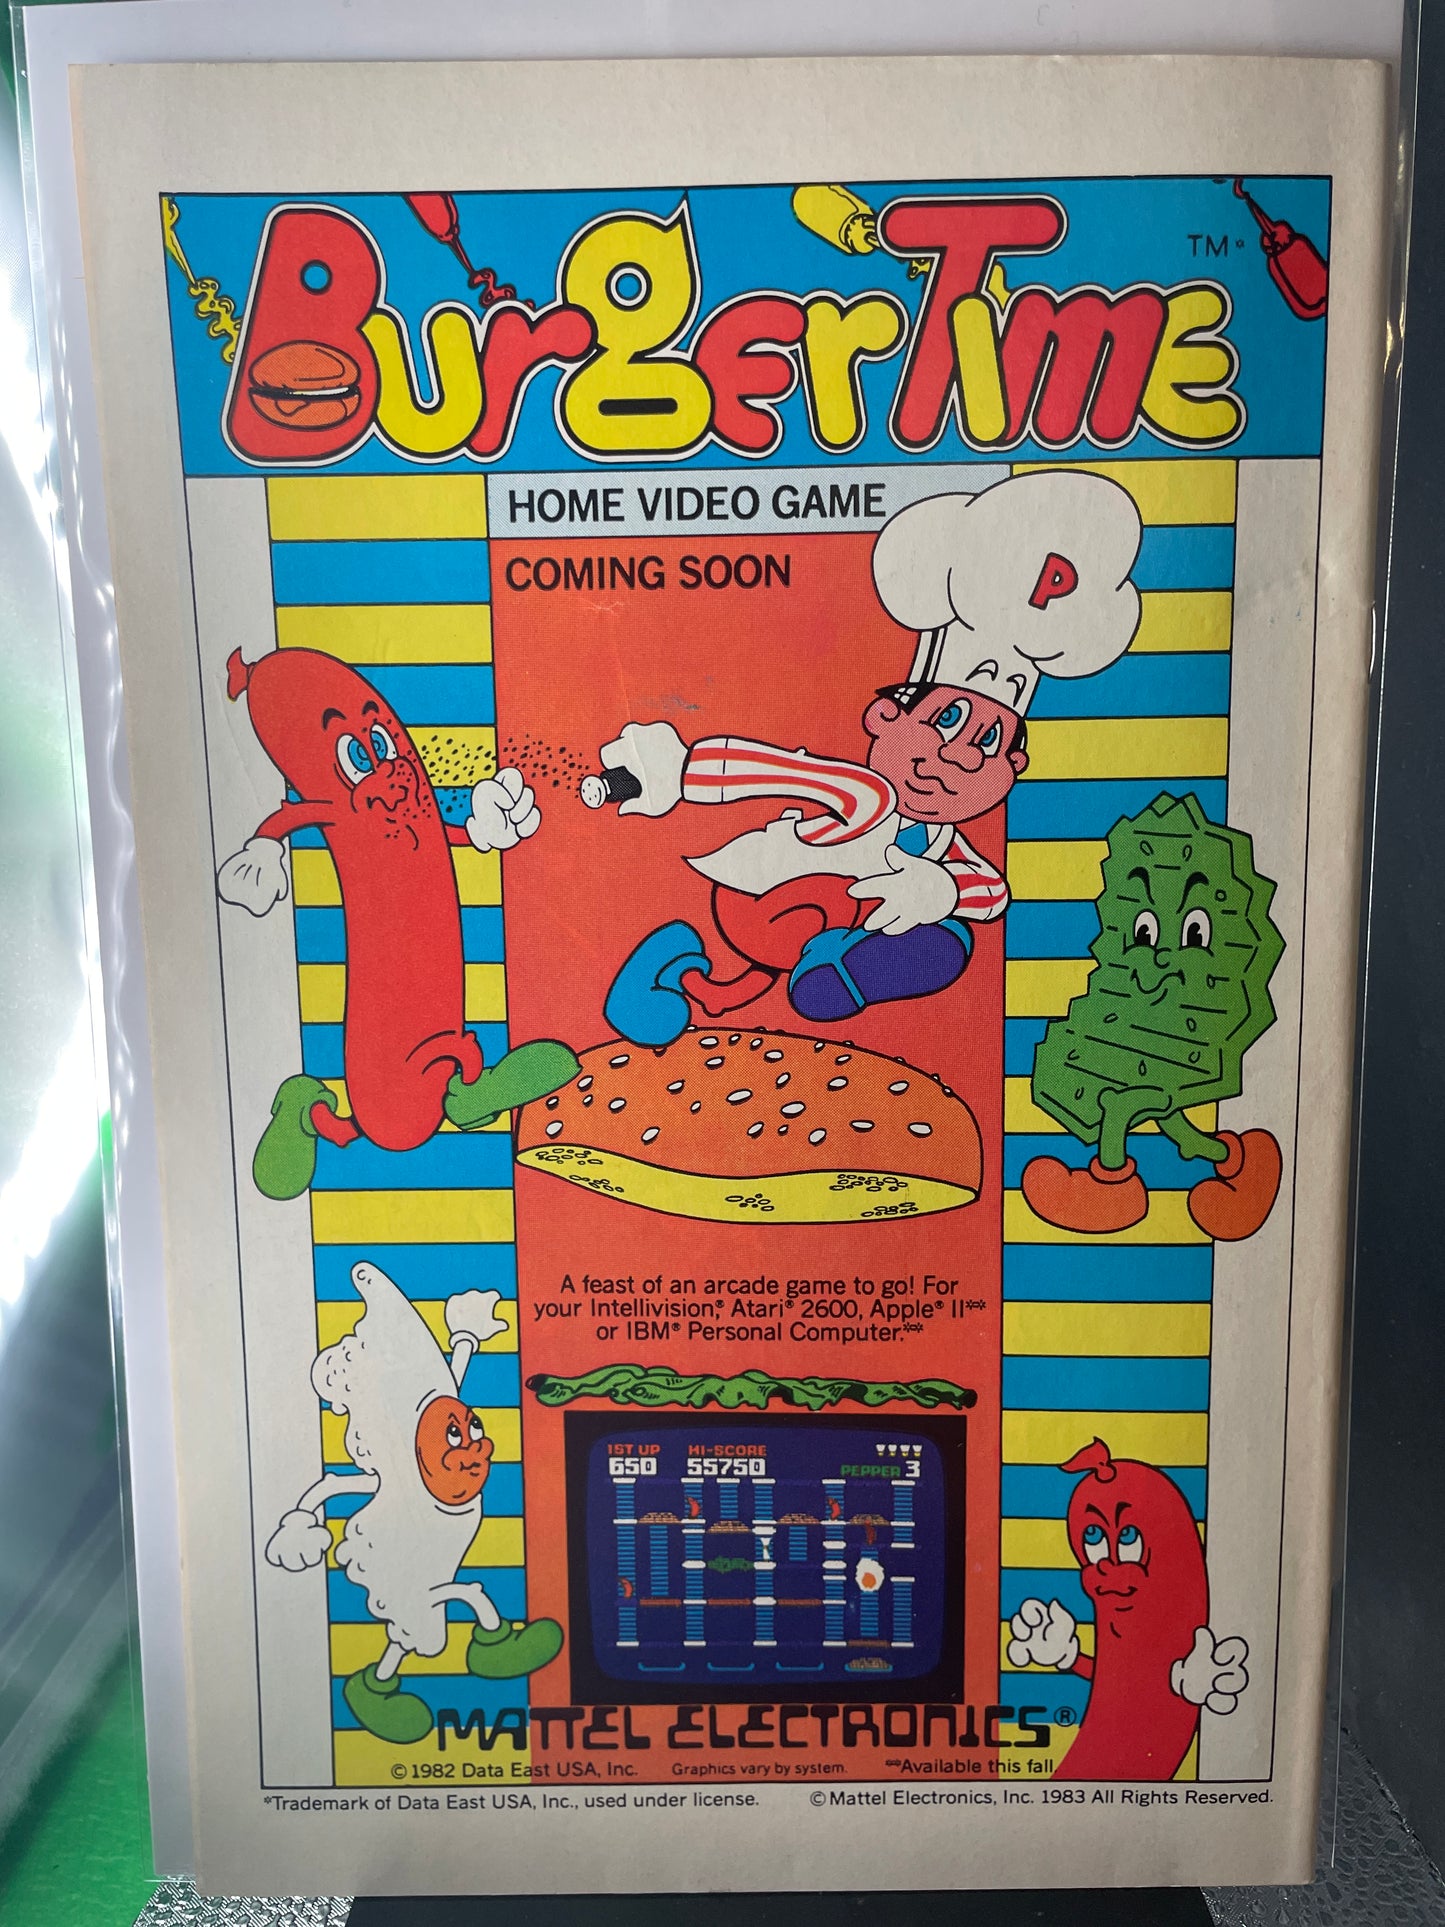 BurgerTime TM*
HOME VIDEO GAME
COMING SOON
P
A feast of an arcade game to go! For
your Intellivision,® Atari® 2600, Apple® II**
or IBM® Personal Computer.**
1ST UP HI-SCORE
650 55750 PEPPER 3
MATTEL ELECTRONICS®
©1982 Data East USA, Inc. Graphics vary by system. **Available this fall.
*Trademark of Data East USA, Inc., used under license. ©Mattel Electronics, Inc. 1983 All Rights Reserved.